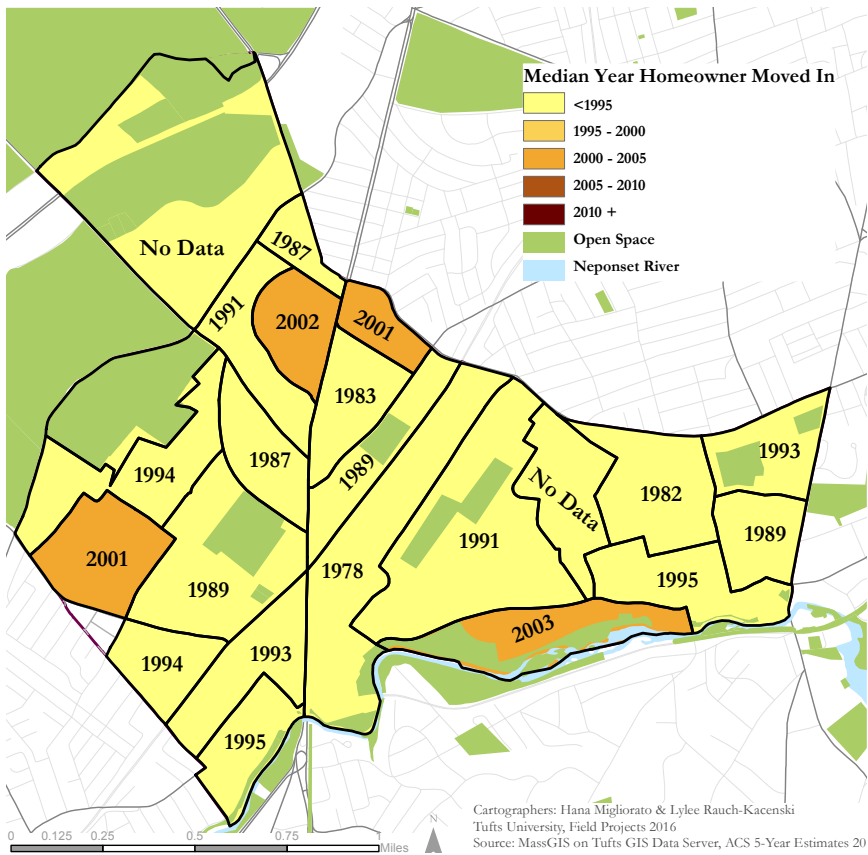 Median Year Homeowner Moved In
<1995
1995 - 2000
2000 - 2005
2005 - 2010
2010 +
Open Space
Neponset River
No Data
1987
1991
2002
2001
1983
1994
1987
1989
1993
No Data
1982
1989
1991
2001
1989
1978
1995
2003
1994
1993
1995
Cartographers: Hana Migliorato & Lylee Rauch-Kacenski
Tufts University, Field Projects 2016
Source: MassGIS on Tufts GIS Data Server, ACS 5-Year Estimates 20
N
0 0.125 0.25 0.5 0.75 1
Miles